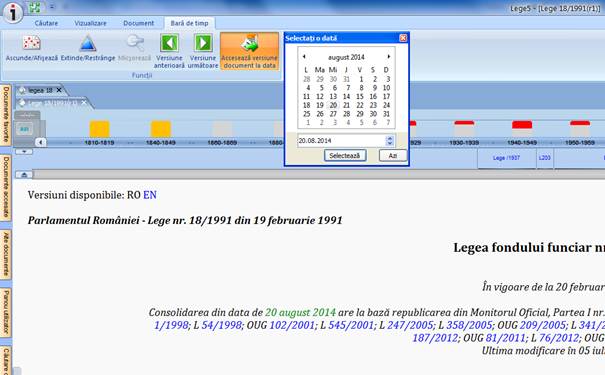 Lege5 - [Lege 18/1991(r1)]
Căutare Vizualizare Document Bară de timp
Ascunde/Afișează Extinde/Restrânge Micșorează Versiune anterioară Versiune următoare Accesează versiune document la data
Funcții
Selectați o dată
august 2014
L Ma Mi J V S D
28 29 30 31 1 2 3
4 5 6 7 8 9 10
11 12 13 14 15 16 17
18 19 20 21 22 23 24
25 26 27 28 29 30 31
1 2 3 4 5 6 7
20.08.2014
Selectează Azi
legea 18
Lege 18/1991(r1)
azi
1810-1819 1840-1849 1860-1869 1880-1889 1930-1939 1940-1949 1950-1959
Lege /1937 L203
Documente favorite
Documente accesate
Alte documente
Panou utilizator
Căutare
Versiuni disponibile: RO EN
Parlamentul României - Lege nr. 18/1991 din 19 februarie 1991
Legea fondului funciar
În vigoare de la 20 februar
Consolidarea din data de 20 august 2014 are la bază republicarea din Monitorul Oficial, Partea I nr.
1/1998; L 54/1998; OUG 102/2001; L 545/2001; L 247/2005; L 358/2005; OUG 209/2005; L 341/2
187/2012; OUG 81/2011; L 76/2012; OUG
Ultima modificare în 05 iul